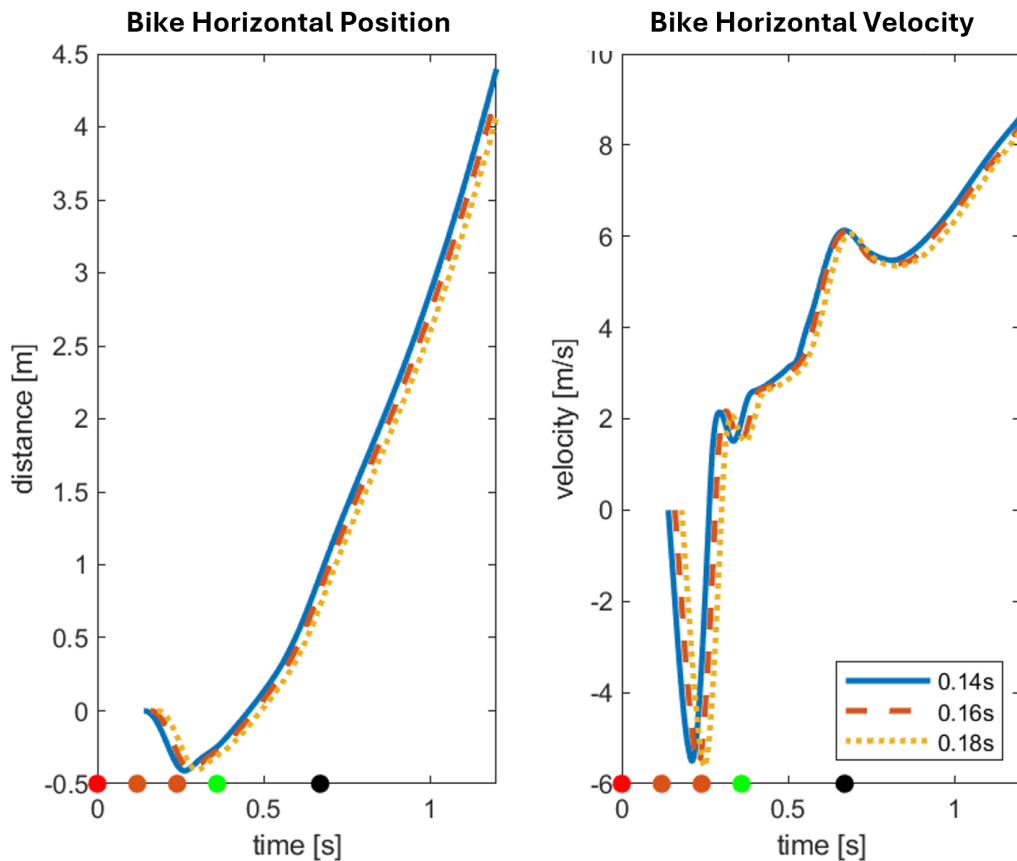 Bike Horizontal Position
4.5
4
3.5
3
2.5
2
1.5
1
0.5
0
-0.5
distance [m]
0
0.5
1
time [s]
Bike Horizontal Velocity
10
8
6
4
2
0
-2
-4
-6
velocity [m/s]
0.14s
0.16s
0.18s
0
0.5
1
time [s]